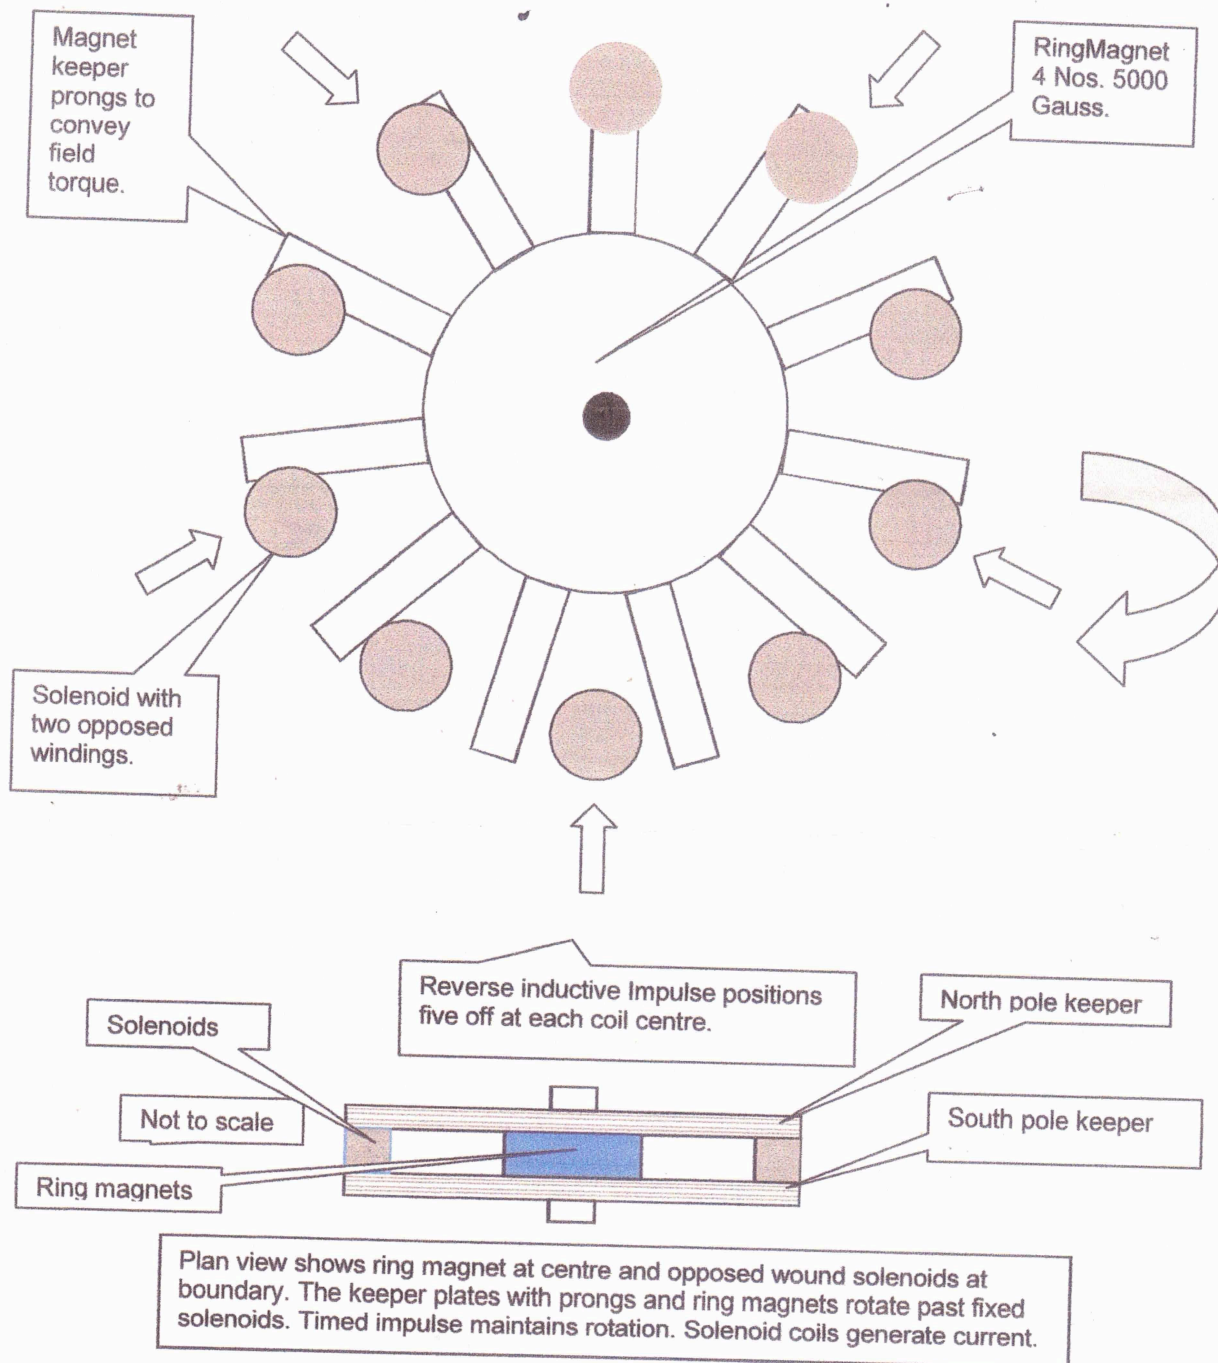 Magnet
keeper
prongs to
convey
field
torque.
RingMagnet
4 Nos. 5000
Gauss.
Solenoid with
two opposed
windings.
Reverse inductive Impulse positions
five off at each coil centre.
Solenoids
North pole keeper
Not to scale
South pole keeper
Ring magnets
Plan view shows ring magnet at centre and opposed wound solenoids at
boundary. The keeper plates with prongs and ring magnets rotate past fixed
solenoids. Timed impulse maintains rotation. Solenoid coils generate current.